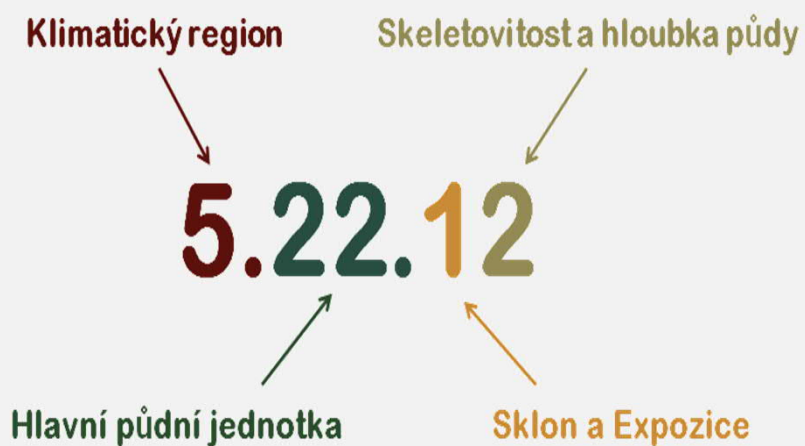 Klimatický region
Skeletovitost a hloubka půdy
5.22.12
Hlavní půdní jednotka
Sklon a Expozice